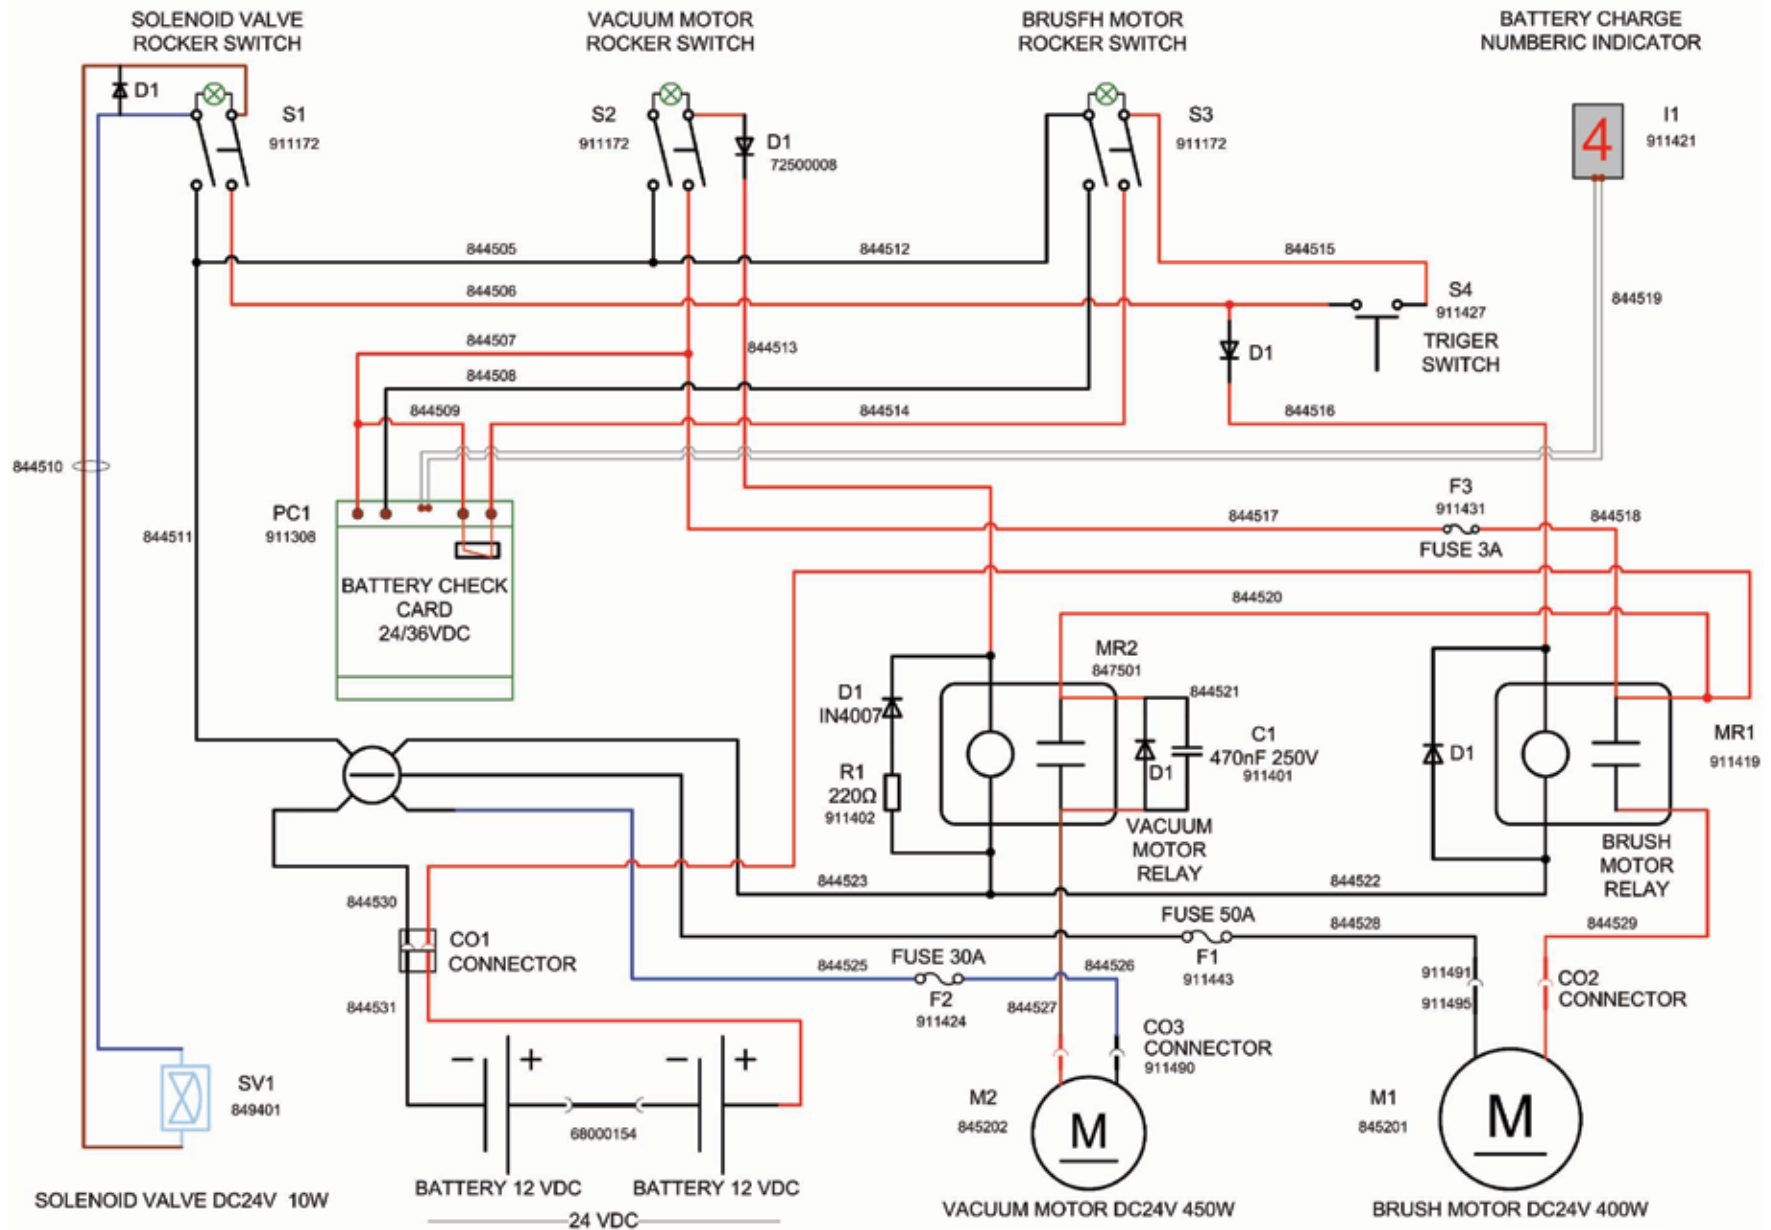 SOLENOID VALVE
ROCKER SWITCH
VACUUM MOTOR
ROCKER SWITCH
BRUSFH MOTOR
ROCKER SWITCH
BATTERY CHARGE
NUMBERIC INDICATOR
D1
S1
911172
S2
911172
D1
72500008
S3
911172
4
I1
911421
844505
844512
844515
844506
S4
911427
TRIGER
SWITCH
844519
844507
844513
D1
844508
844509
844514
844516
844510
PC1
911308
844511
BATTERY CHECK
CARD
24/36VDC
F3
911431
844517
844518
FUSE 3A
844520
MR2
847501
844521
D1
IN4007
C1
470nF 250V
911401
D1
R1
220Ω
911402
VACUUM
MOTOR
RELAY
D1
MR1
911419
BRUSH
MOTOR
RELAY
844523
844522
844530
CO1
CONNECTOR
844531
FUSE 50A
F1
911443
844528
844529
FUSE 30A
844525
F2
911424
844526
844527
911491
911495
CO2
CONNECTOR
CO3
CONNECTOR
911490
SV1
849401
− +
− +
68000154
M2
845202
M
M1
845201
M
SOLENOID VALVE DC24V 10W
BATTERY 12 VDC
BATTERY 12 VDC
24 VDC
VACUUM MOTOR DC24V 450W
BRUSH MOTOR DC24V 400W